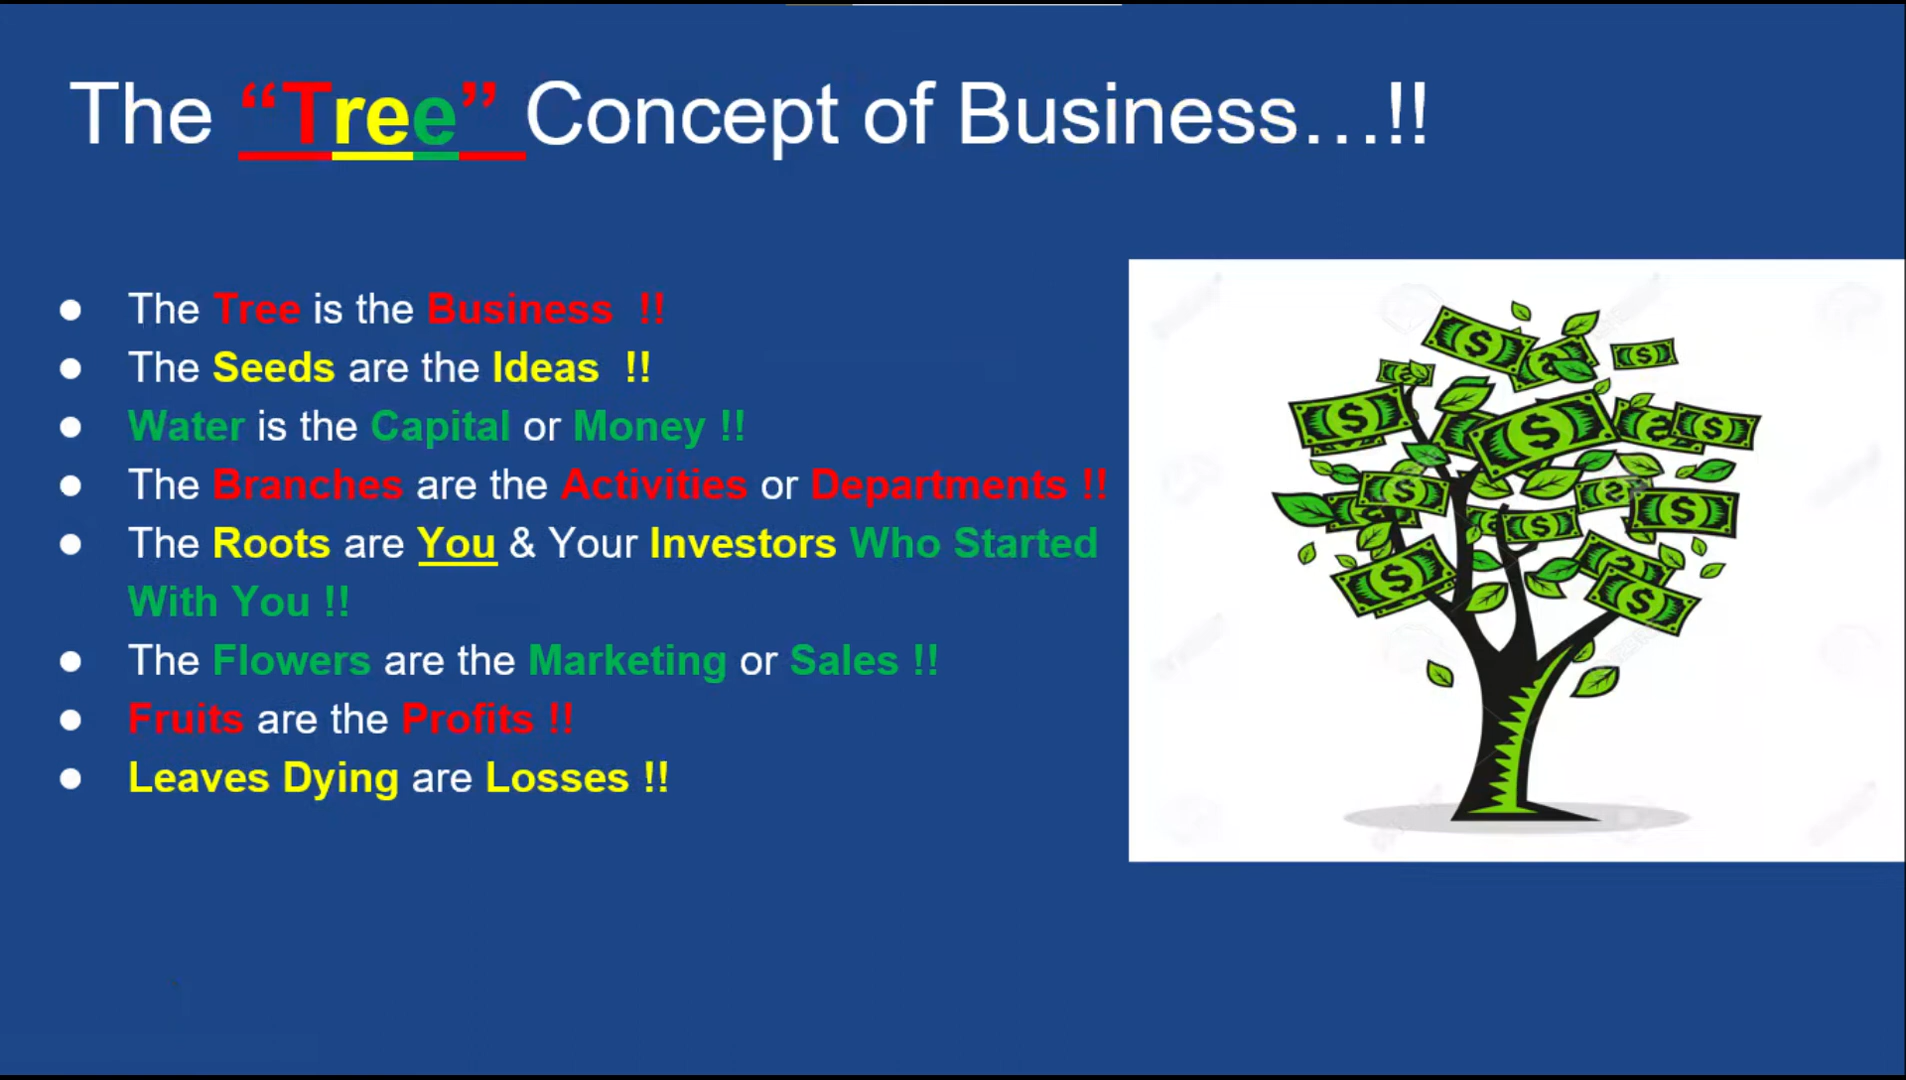 The “Tree” Concept of Business…!!
● The Tree is the Business !!
● The Seeds are the Ideas !!
● Water is the Capital or Money !!
● The Branches are the Activities or Departments !!
● The Roots are You & Your Investors Who Started
With You !!
● The Flowers are the Marketing or Sales !!
● Fruits are the Profits !!
● Leaves Dying are Losses !!